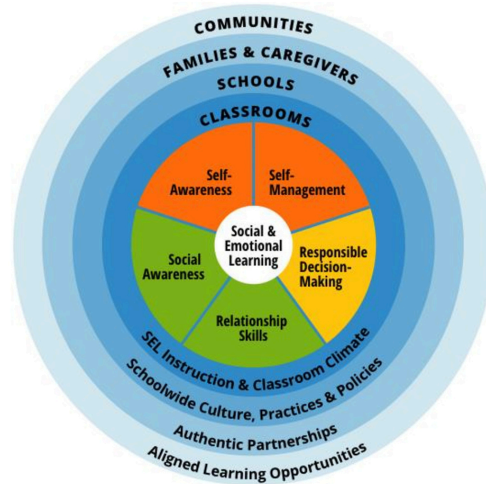 COMMUNITIES
FAMILIES & CAREGIVERS
SCHOOLS
CLASSROOMS
Self-
Awareness
Self-
Management
Social &
Emotional
Learning
Social
Awareness
Responsible
Decision-
Making
Relationship
Skills
SEL Instruction & Classroom Climate
Schoolwide Culture, Practices & Policies
Authentic Partnerships
Aligned Learning Opportunities